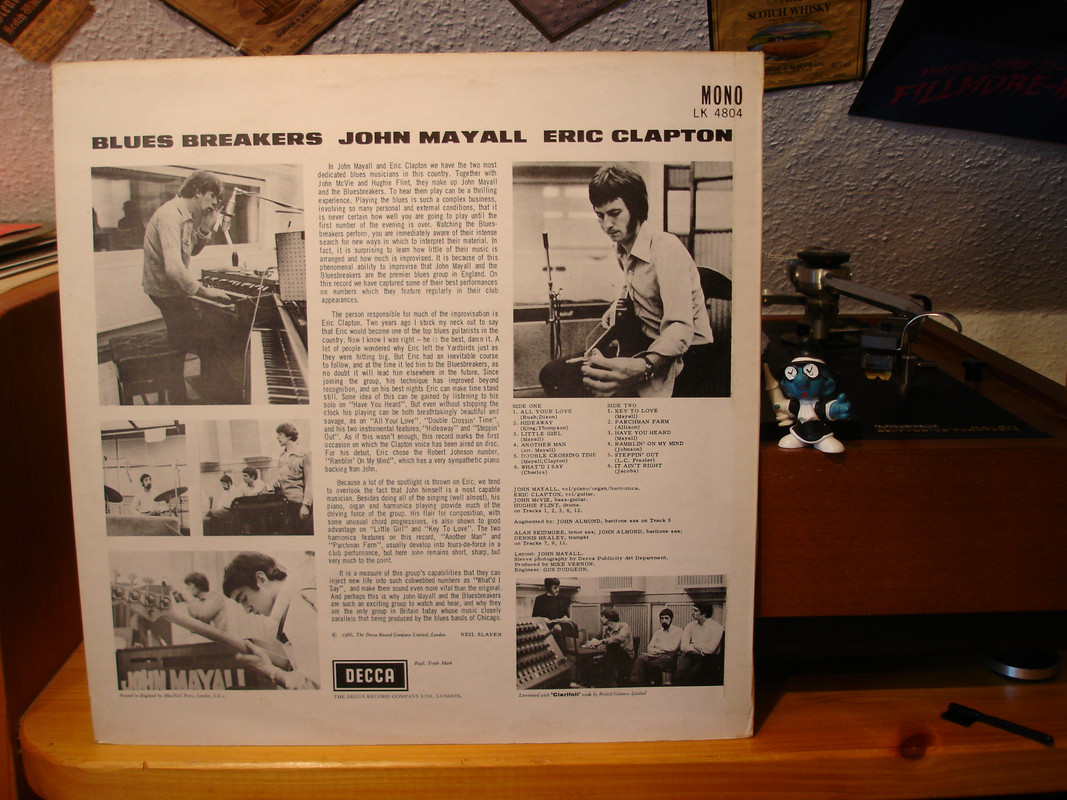 SCOTCH WHISKY
FILLMORE
MONO
LK 4804
BLUES BREAKERS JOHN MAYALL ERIC CLAPTON
In John Mayall and Eric Clapton we have the two most
dedicated blues musicians in this country. Together with
John McVie and Hughie Flint, they make up John Mayall
and the Bluesbreakers. To hear them play can be a thrilling
experience. Playing the blues is such a complex business,
involving so many personal and external conditions, that it
is never certain how well you are going to play until the
first number of the evening is over. Watching the Blues-
breakers perform, you are immediately aware of their intense
search for new ways in which to interpret their material. In
fact, it is surprising to learn how little of their music is
arranged and how much is improvised. It is because of this
phenomenal ability to improvise that John Mayall and the
Bluesbreakers are the premier blues group in England. On
this record we have captured some of their best performances
on numbers which they feature regularly in their club
appearances.
The person responsible for much of the improvisation is
Eric Clapton. Two years ago I stuck my neck out to say
that Eric would become one of the top blues guitarists in the
country. Now I know I was right – he is the best, damn it. A
lot of people wondered why Eric left the Yardbirds just as
they were hitting big. But Eric had an inevitable course
to follow, and at the time it led him to the Bluesbreakers, as
no doubt it will lead him elsewhere in the future. Since
joining the group, his technique has improved beyond
recognition, and on his best nights Eric can make time stand
still. Some idea of this can be gained by listening to his
solo on "Have You Heard". But even without stopping the
clock his playing can be both breathtakingly beautiful and
savage, as on "All Your Love", "Double Crossin' Time",
and his two instrumental features, "Hideaway" and "Steppin'
Out". As if this wasn't enough, this record marks the first
occasion on which the Clapton voice has been aired on disc.
For his debut, Eric chose the Robert Johnson number,
"Ramblin' On My Mind", which has a very sympathetic piano
backing from John.
Because a lot of the spotlight is thrown on Eric, we tend
to overlook the fact that John himself is a most capable
musician. Besides doing all of the singing (well almost), his
piano, organ and harmonica playing provide much of the
driving force of the group. His flair for composition, with
some unusual chord progressions, is also shown to good
advantage on "Little Girl" and "Key To Love". The two
harmonica features on this record, "Another Man" and
"Parchman Farm", usually develop into tours-de-force in a
club performance, but here John remains short, sharp, but
very much to the point.
It is a measure of this group's capabilities that they can
inject new life into such cobwebbed numbers as "What'd I
Say", and make them sound even more vital than the original.
And perhaps this is why John Mayall and the Bluesbreakers
are such an exciting group to watch and hear, and why they
are the only group in Britain today whose music closely
parallels that being produced by the blues bands of Chicago.
℗ 1966, The Decca Record Company Limited, London. NEIL SLAVEN
DECCA
Regd. Trade Mark
THE DECCA RECORD COMPANY LTD., LONDON.
SIDE ONE
1. ALL YOUR LOVE
(Rush;Dixon)
2. HIDEAWAY
(King;Thompson)
3. LITTLE GIRL
(Mayall)
4. ANOTHER MAN
(arr. Mayall)
5. DOUBLE CROSSING TIME
(Mayall;Clapton)
6. WHAT'D I SAY
(Charles)
SIDE TWO
1. KEY TO LOVE
(Mayall)
2. PARCHMAN FARM
(Allison)
3. HAVE YOU HEARD
(Mayall)
4. RAMBLIN' ON MY MIND
(Johnson)
5. STEPPIN' OUT
(L.C. Frazier)
6. IT AIN'T RIGHT
(Jacobs)
JOHN MAYALL, vcl/piano/organ/harmonica.
ERIC CLAPTON, vcl/guitar.
JOHN McVIE, bass-guitar.
HUGHIE FLINT, drums.
on Tracks 1, 2, 3, 6, 12.
Augmented by: JOHN ALMOND, baritone sax on Track 5
ALAN SKIDMORE, tenor sax; JOHN ALMOND, baritone sax;
DENNIS HEALEY, trumpet
on Tracks 7, 9, 11.
Layout: JOHN MAYALL.
Sleeve photography by Decca Publicity Art Department.
Produced by MIKE VERNON.
Engineer: GUS DUDGEON.
JOHN MAYALL
Printed in England by MacNeill Press, London, S.E.1.
Laminated with "Clarifoil" made by British Celanese Limited